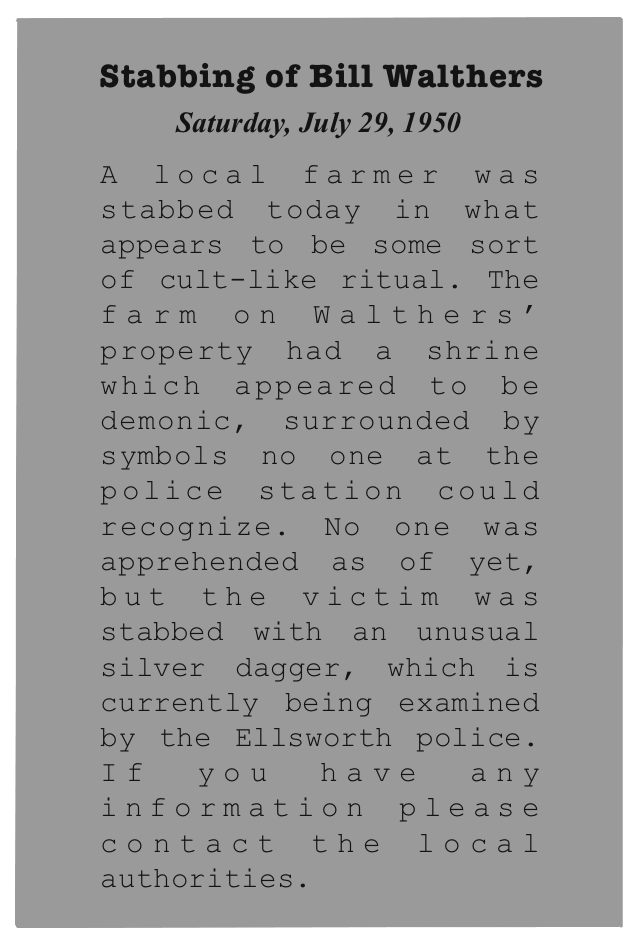 Stabbing of Bill Walthers
Saturday, July 29, 1950
A local farmer was
stabbed today in what
appears to be some sort
of cult-like ritual. The
farm on Walthers’
property had a shrine
which appeared to be
demonic, surrounded by
symbols no one at the
police station could
recognize. No one was
apprehended as of yet,
but the victim was
stabbed with an unusual
silver dagger, which is
currently being examined
by the Ellsworth police.
If you have any
information please
contact the local
authorities.